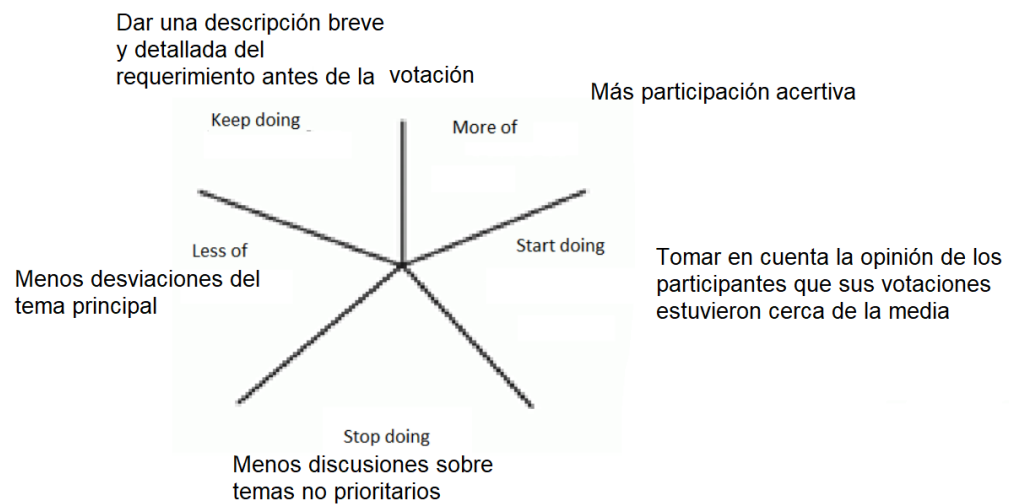 Dar una descripción breve
y detallada del
requerimiento antes de la votación
Más participación acertiva
Keep doing
More of
Less of
Start doing
Menos desviaciones del
tema principal
Tomar en cuenta la opinión de los
participantes que sus votaciones
estuvieron cerca de la media
Stop doing
Menos discusiones sobre
temas no prioritarios